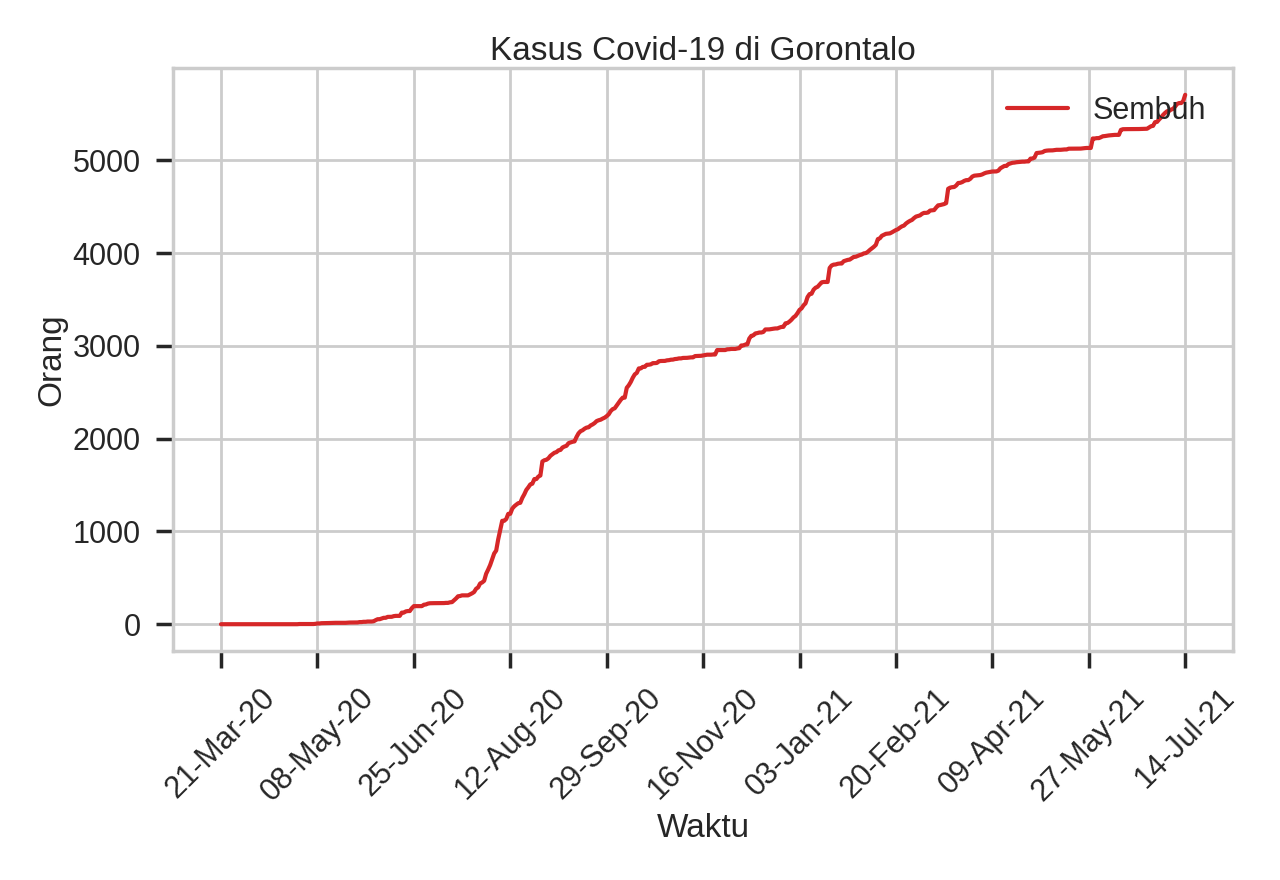 Kasus Covid-19 di Gorontalo
Sembuh
5000
4000
3000
2000
1000
0
Orang
21-Mar-20
08-May-20
25-Jun-20
12-Aug-20
29-Sep-20
16-Nov-20
03-Jan-21
20-Feb-21
09-Apr-21
27-May-21
14-Jul-21
Waktu